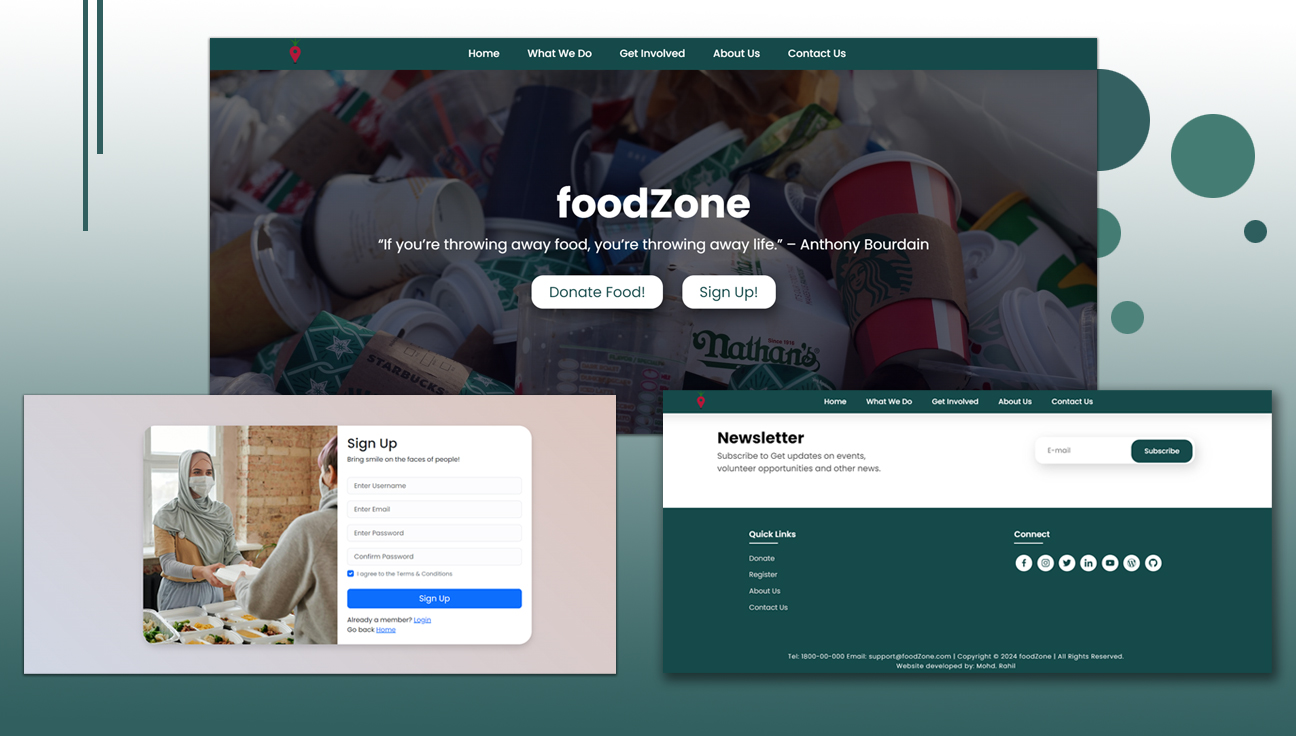 Home What We Do Get Involved About Us Contact Us
foodZone
“If you’re throwing away food, you’re throwing away life.” – Anthony Bourdain
Donate Food! Sign Up!
Since 1916
Nathan's
STARBUCKS
Sign Up
Bring smile on the faces of people!
Enter Username
Enter Email
Enter Password
Confirm Password
I agree to the Terms & Conditions
Sign Up
Already a member? Login
Go back Home
Home What We Do Get Involved About Us Contact Us
Newsletter
Subscribe to Get updates on events,
volunteer opportunities and other news.
E-mail Subscribe
Quick Links
Donate
Register
About Us
Contact Us
Connect
Tel: 1800-00-000 Email: support@foodZone.com | Copyright © 2024 foodZone | All Rights Reserved.
Website developed by: Mohd. Rahil